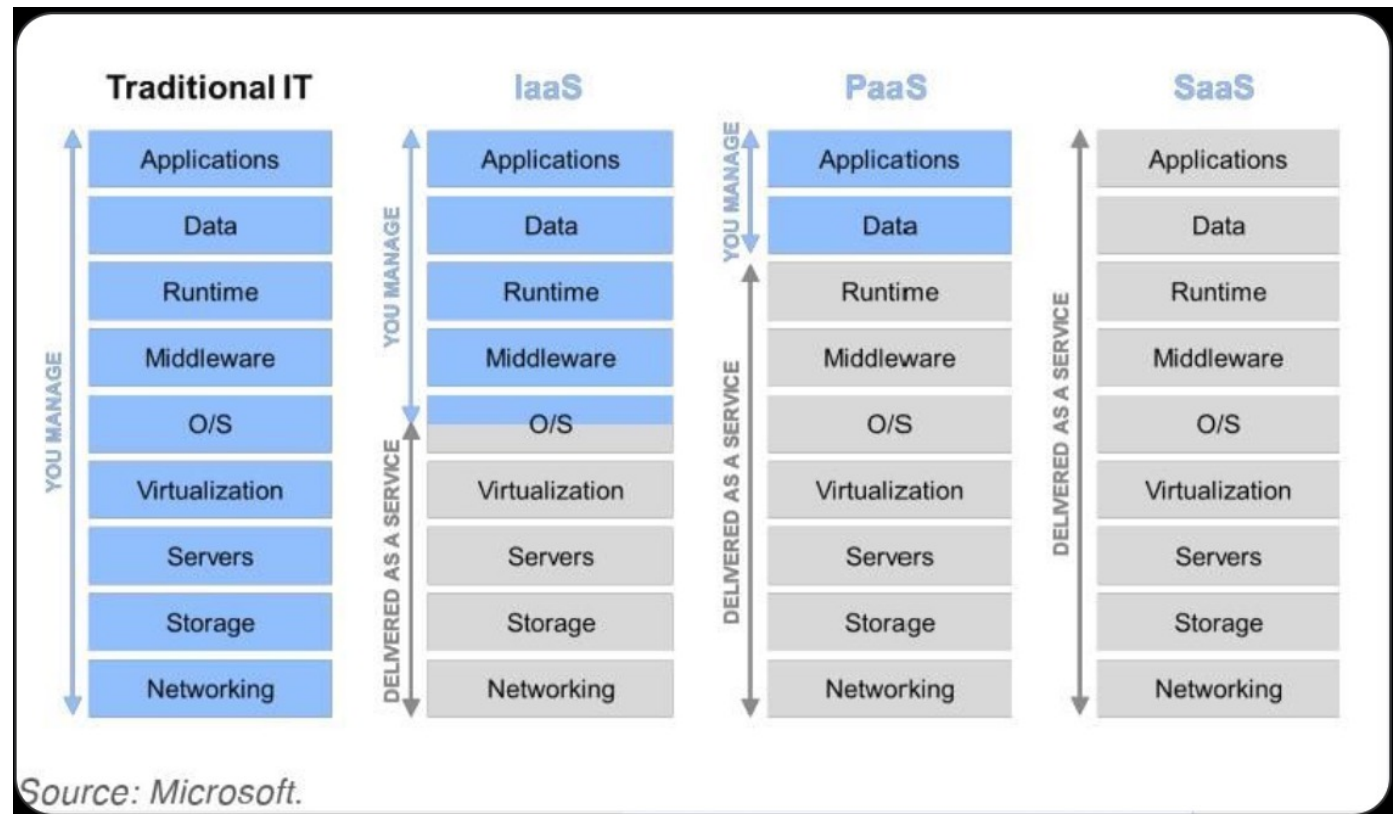 Traditional IT
YOU MANAGE
Applications
Data
Runtime
Middleware
O/S
Virtualization
Servers
Storage
Networking
IaaS
YOU MANAGE
DELIVERED AS A SERVICE
Applications
Data
Runtime
Middleware
O/S
Virtualization
Servers
Storage
Networking
PaaS
YOU MANAGE
DELIVERED AS A SERVICE
Applications
Data
Runtime
Middleware
O/S
Virtualization
Servers
Storage
Networking
SaaS
DELIVERED AS A SERVICE
Applications
Data
Runtime
Middleware
O/S
Virtualization
Servers
Storage
Networking
Source: Microsoft.